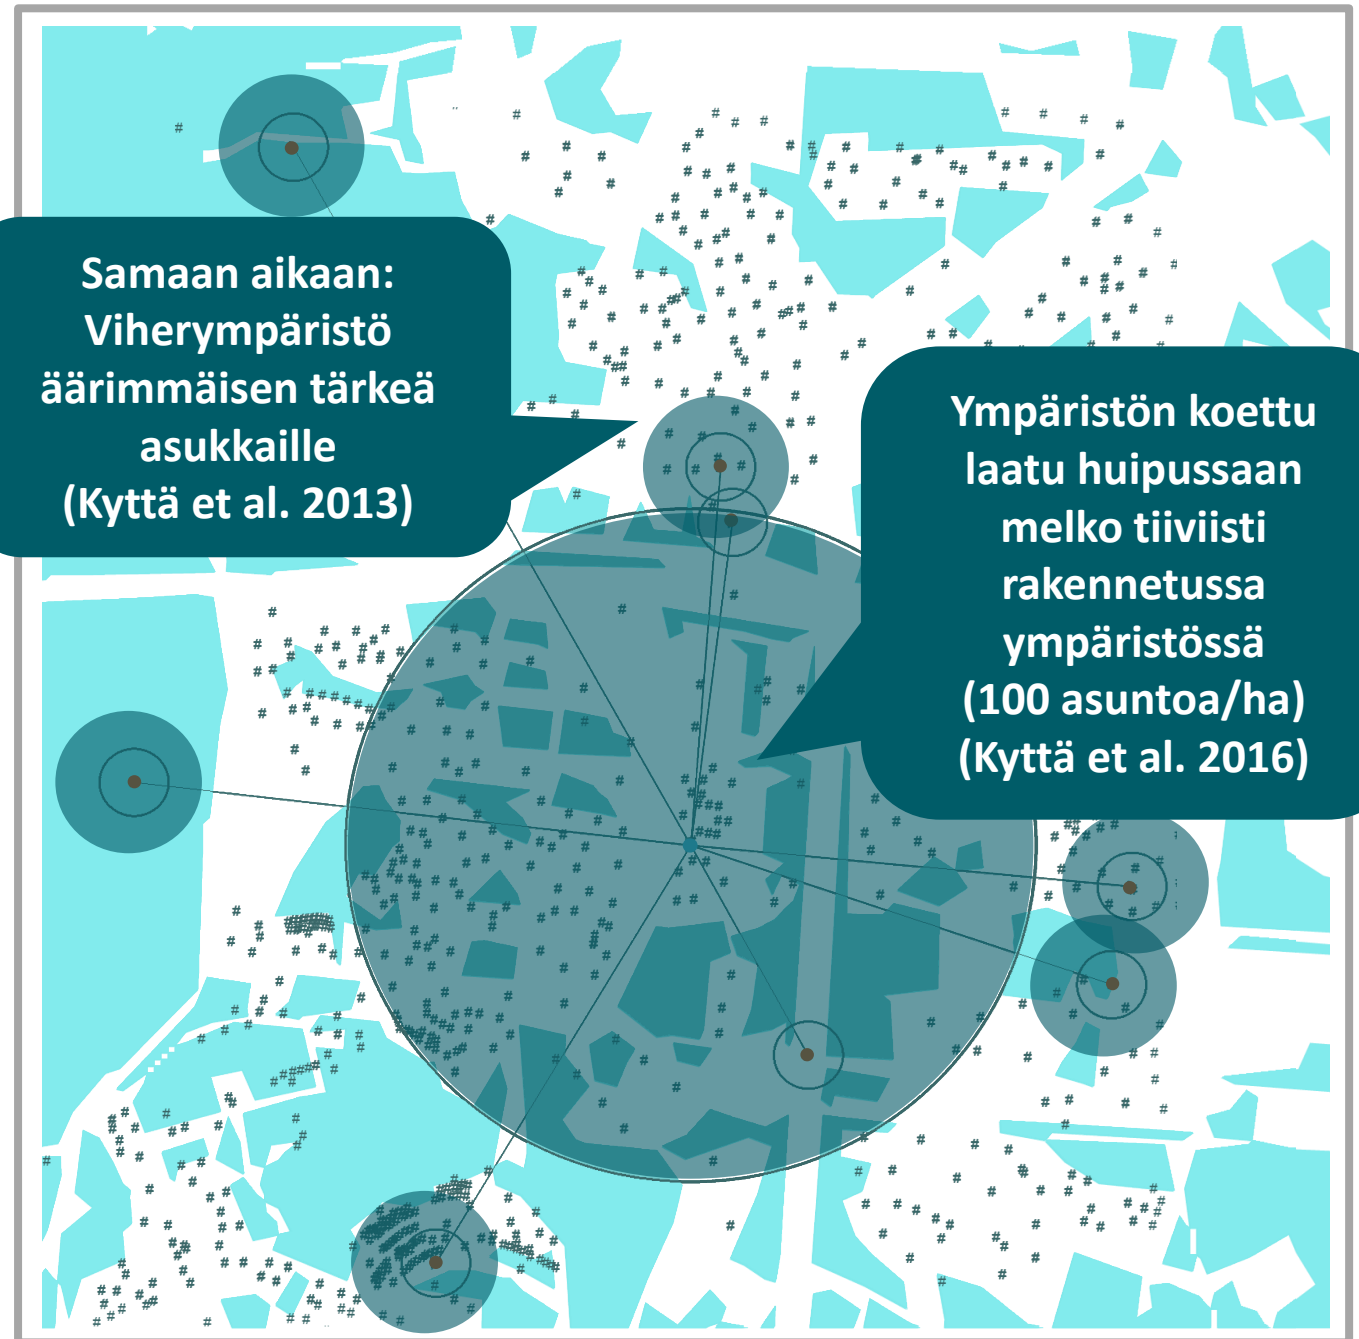 Samaan aikaan:
Viherympäristö
äärimmäisen tärkeä
asukkaille
(Kyttä et al. 2013)
Ympäristön koettu
laatu huipussaan
melko tiiviisti
rakennetussa
ympäristössä
(100 asuntoa/ha)
(Kyttä et al. 2016)